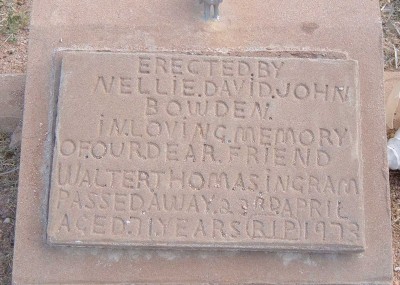 ERECTED.BY
NELLIE.DAVID.JOHN
BOWDEN.
iN.LOVING.MEMORY
OF.OUR.DEAR.FRIEND
WALTER.THOMAS.INGRAM
PASSED.AWAY.23RD.APRIL
AGED.71.YEARS.(R.I.P.)1973